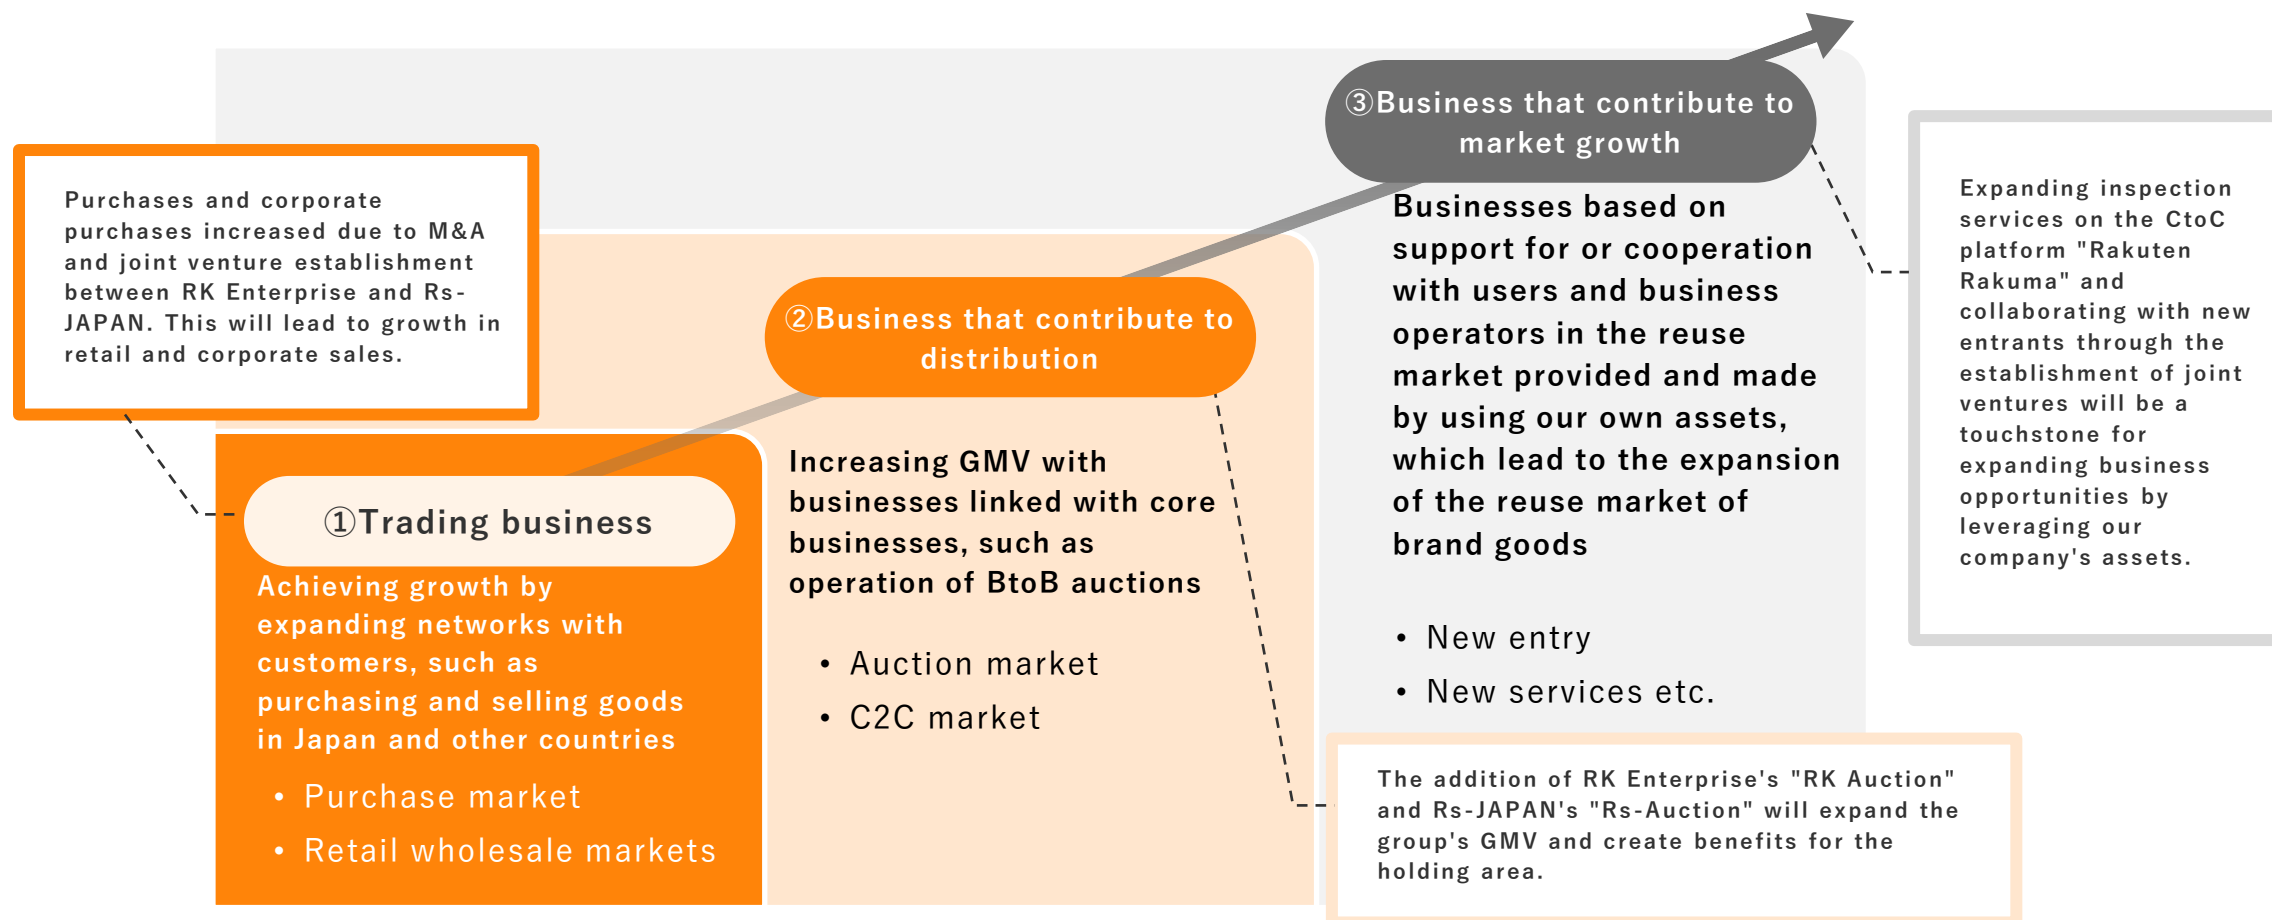 Purchases and corporate
purchases increased due to M&A
and joint venture establishment
between RK Enterprise and Rs-
JAPAN. This will lead to growth in
retail and corporate sales.
①Trading business
Achieving growth by
expanding networks with
customers, such as
purchasing and selling goods
in Japan and other countries
• Purchase market
• Retail wholesale markets
②Business that contribute to
distribution
Increasing GMV with
businesses linked with core
businesses, such as
operation of BtoB auctions
• Auction market
• C2C market
③Business that contribute to
market growth
Businesses based on
support for or cooperation
with users and business
operators in the reuse
market provided and made
by using our own assets,
which lead to the expansion
of the reuse market of
brand goods
• New entry
• New services etc.
Expanding inspection
services on the CtoC
platform "Rakuten
Rakuma" and
collaborating with new
entrants through the
establishment of joint
ventures will be a
touchstone for
expanding business
opportunities by
leveraging our
company's assets.
The addition of RK Enterprise's "RK Auction"
and Rs-JAPAN's "Rs-Auction" will expand the
group's GMV and create benefits for the
holding area.